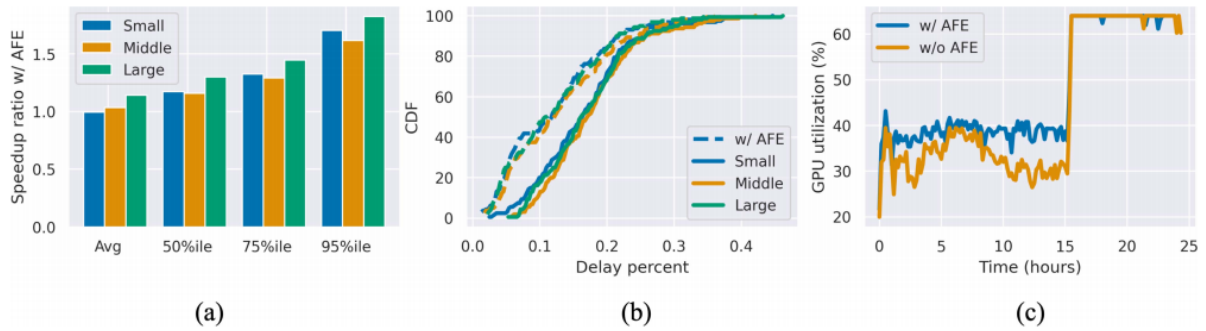 Speedup ratio w/ AFE
1.5
1.0
0.5
0.0
Small
Middle
Large
Avg
50%ile
75%ile
95%ile
(a)
CDF
100
80
60
40
20
0
w/ AFE
Small
Middle
Large
0.0
0.1
0.2
0.3
0.4
Delay percent
(b)
GPU utilization (%)
60
50
40
30
20
w/ AFE
w/o AFE
0
5
10
15
20
25
Time (hours)
(c)